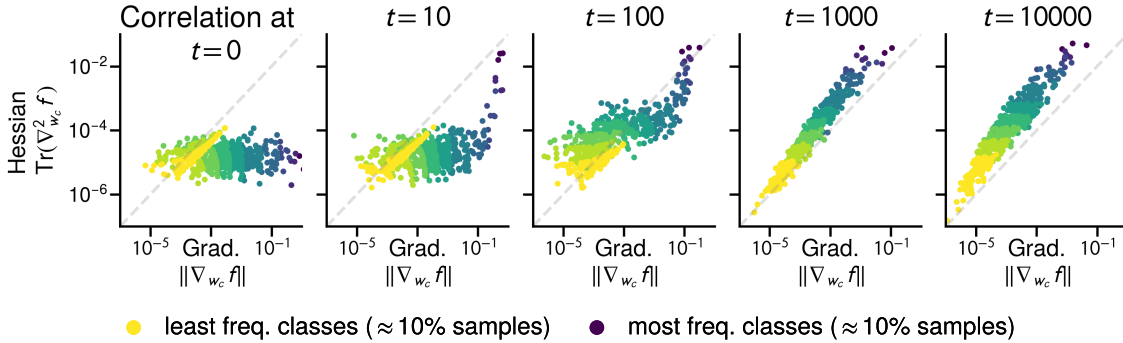 Correlation at
t=0
t=10
t=100
t=1000
t=10000
Hessian
Tr(∇²_{w_c} f)
10⁻²
10⁻⁴
10⁻⁶
10⁻⁵ Grad. 10⁻¹
‖∇_{w_c} f‖
10⁻⁵ Grad. 10⁻¹
‖∇_{w_c} f‖
10⁻⁵ Grad. 10⁻¹
‖∇_{w_c} f‖
10⁻⁵ Grad. 10⁻¹
‖∇_{w_c} f‖
10⁻⁵ Grad. 10⁻¹
‖∇_{w_c} f‖
least freq. classes (≈10% samples)
most freq. classes (≈10% samples)